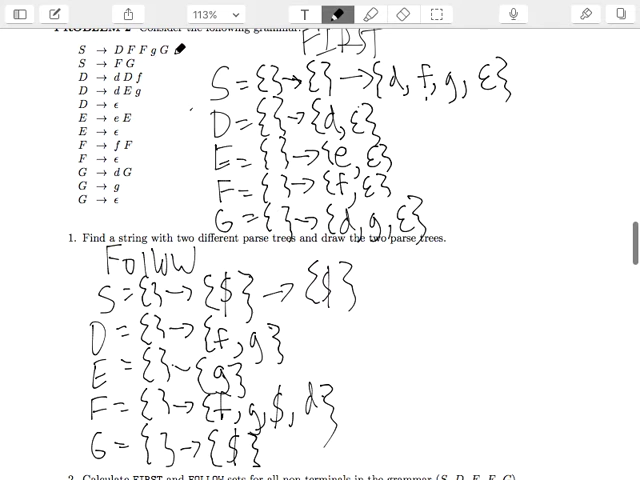 113%
PROBLEM 2 Consider the following grammar:
FIRST
S → D F F g G
S → F G
D → d D f
D → d E g
D → ϵ
E → e E
E → ϵ
F → f F
F → ϵ
G → d G
G → g
G → ϵ
S = {} → {} → {d, f, g, ε}
D = {} → {d, ε}
E = {} → {e, ε}
F = {} → {f, ε}
G = {} → {d, g, ε}
1. Find a string with two different parse trees and draw the two parse trees.
Follow
S = {} → {$} → {$}
D = {} → {f, g}
E = {} - {g}
F = {} → {f, g, $, d}
G = {} → {$}
2. Calculate FIRST and FOLLOW sets for all non-terminals in the grammar (S, D, E, F, G)